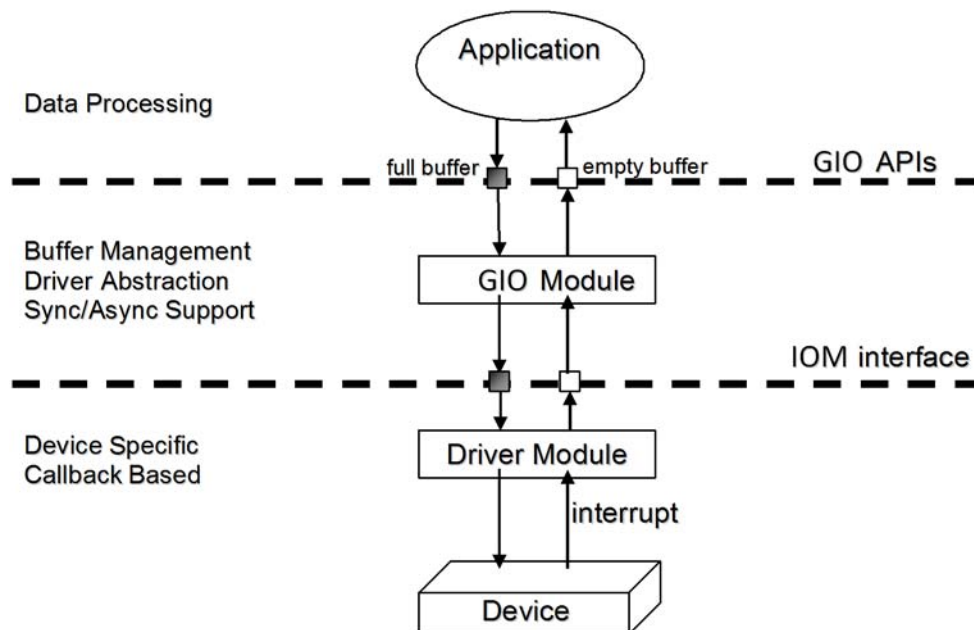 Application
Data Processing
full buffer
empty buffer
GIO APIs
Buffer Management
Driver Abstraction
Sync/Async Support
GIO Module
IOM interface
Device Specific
Callback Based
Driver Module
interrupt
Device